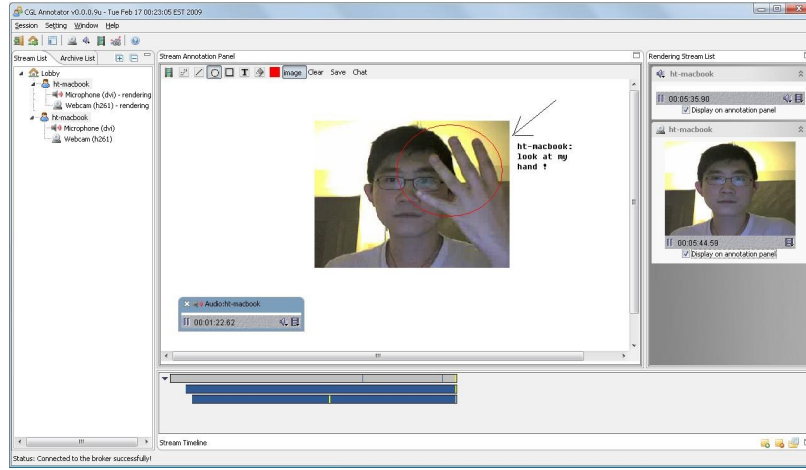 CGL Annotator v0.0.0.9u - Tue Feb 17 00:23:05 EST 2009
Session Setting Window Help
Stream List Archive List
Lobby
ht-macbook
Microphone (dvi) - rendering
Webcam (h261) - rendering
ht-macbook
Microphone (dvi)
Webcam (h261)
Stream Annotation Panel
T image Clear Save Chat
ht-macbook:
look at my
hand !
Audio:ht-macbook
00:01:22:62
Rendering Stream List
ht-macbook
00:05:35.90
Display on annotation panel
ht-macbook
00:05:44.59
Display on annotation panel
Stream Timeline
Status: Connected to the broker successfully!